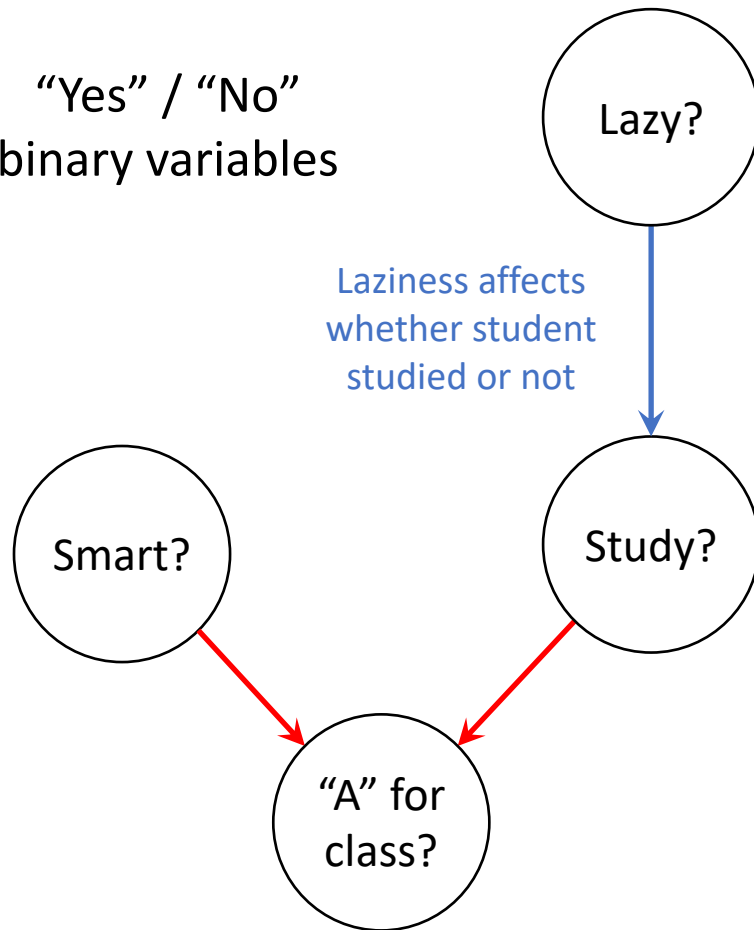 “Yes” / “No”
binary variables
Lazy?
Laziness affects
whether student
studied or not
Smart?
Study?
“A” for
class?